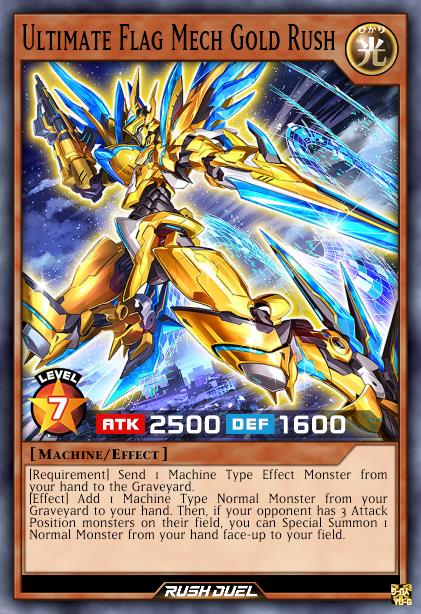 Ultimate Flag Mech Gold Rush
ひかり
光
LEVEL
7
ATK 2500 DEF 1600
[ Machine/Effect ]
[Requirement] Send 1 Machine Type Effect Monster from
your hand to the Graveyard.
[Effect] Add 1 Machine Type Normal Monster from your
Graveyard to your hand. Then, if your opponent has 3 Attack
Position monsters on their field, you can Special Summon 1
Normal Monster from your hand face-up to your field.
RUSH DUEL